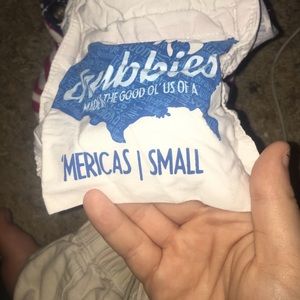 Chubbies
MADE IN THE GOOD OL' US OF A
'MERICAS | SMALL